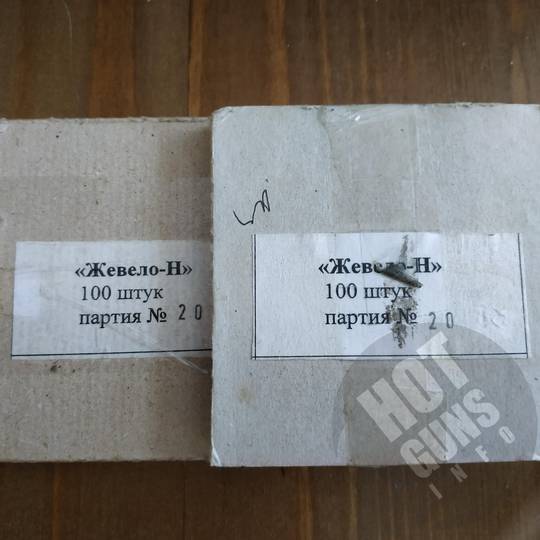 «Жевело-Н»
100 штук
партия № 20
«Жевело-Н»
100 штук
партия № 20
HOT
GUNS
INFO